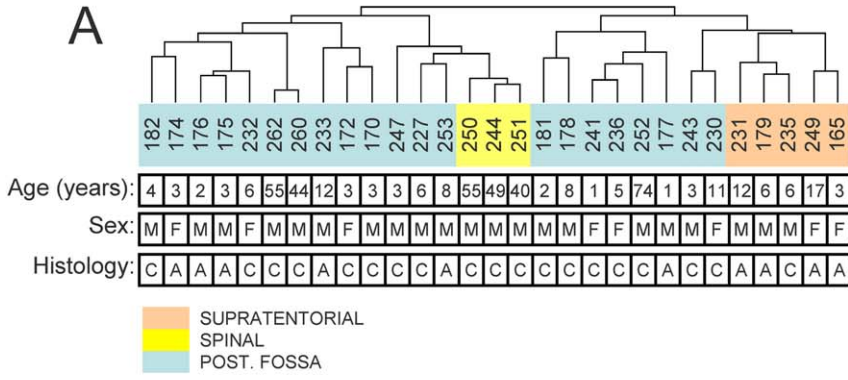 A
182 174 176 175 232 262 260 233 172 170 247 227 253 250 244 251 181 178 241 236 252 177 243 230 231 179 235 249 165
Age (years): 4 3 2 3 6 55 44 12 3 3 3 6 8 55 49 40 2 8 1 5 74 1 3 11 12 6 6 17 3
Sex: M F M M F M M M F M M M M M M M M M F F M M M F M M M F F
Histology: C A A A C C C A C C C C A C C C C C C C C A C C A A C A A
SUPRATENTORIAL
SPINAL
POST. FOSSA